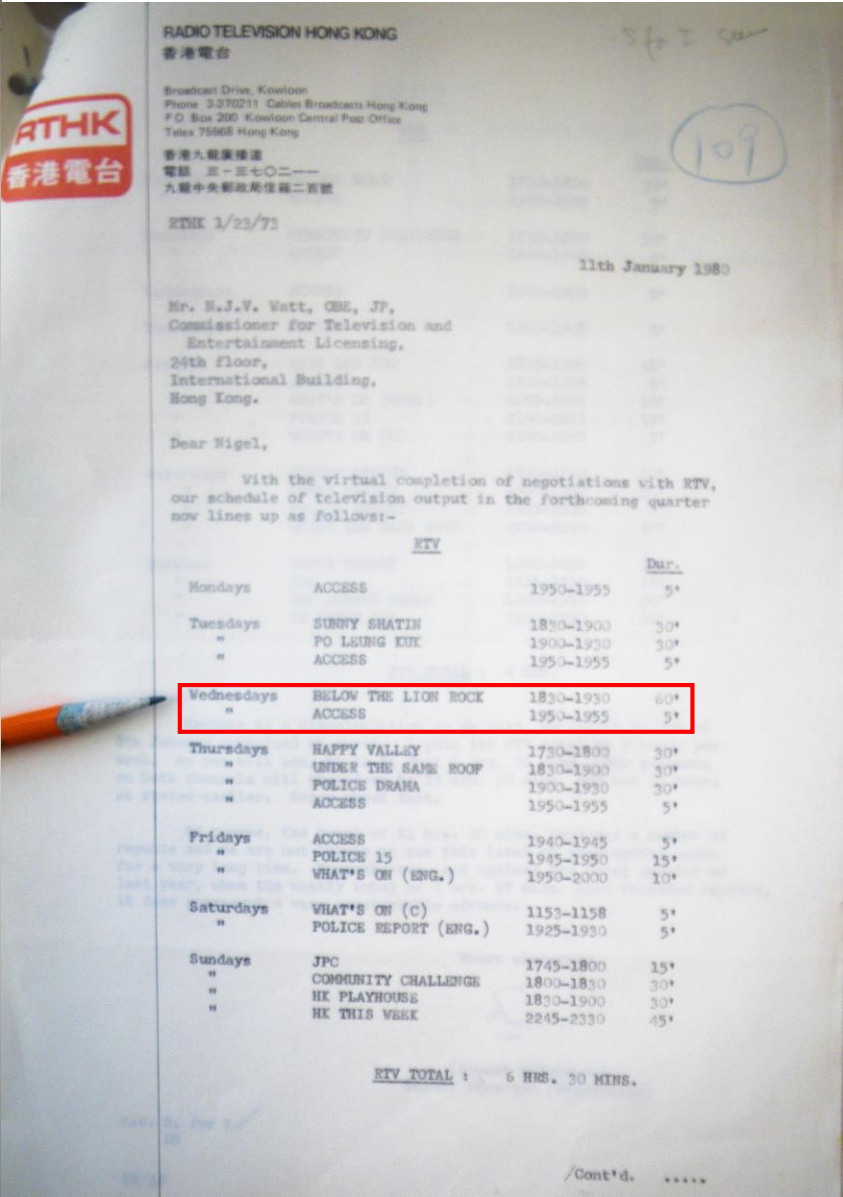 RADIO TELEVISION HONG KONG
香港電台
Broadcast Drive, Kowloon
Phone 3-370211 Cables Broadcasts Hong Kong
P O Box 200 Kowloon Central Post Office
Telex 75568 Hong Kong
香港九龍廣播道
電話 三－三七〇二一一
九龍中央郵政局信箱二百號
RTHK
香港電台
109
RTHK 1/23/73
11th January 1980
Mr. N.J.V. Watt, OBE, JP,
Commissioner for Television and
Entertainment Licensing,
24th floor,
International Building,
Hong Kong.
Dear Nigel,
With the virtual completion of negotiations with RTV,
our schedule of television output in the forthcoming quarter
now lines up as follows:-
RTV
Dur.
Mondays ACCESS 1950-1955 5'
Tuesdays SUNNY SHATIN 1830-1900 30'
" PO LEUNG KUK 1900-1930 30'
" ACCESS 1950-1955 5'
Wednesdays BELOW THE LION ROCK 1830-1930 60'
" ACCESS 1950-1955 5'
Thursdays HAPPY VALLEY 1730-1800 30'
" UNDER THE SAME ROOF 1830-1900 30'
" POLICE DRAMA 1900-1930 30'
" ACCESS 1950-1955 5'
Fridays ACCESS 1940-1945 5'
" POLICE 15 1945-1950 15'
" WHAT'S ON (ENG.) 1950-2000 10'
Saturdays WHAT'S ON (C) 1153-1158 5'
" POLICE REPORT (ENG.) 1925-1930 5'
Sundays JPC 1745-1800 15'
" COMMUNITY CHALLENGE 1800-1830 30'
" HK PLAYHOUSE 1830-1900 30'
" HK THIS WEEK 2245-2330 45'
RTV TOTAL : 6 HRS. 30 MINS.
/Cont'd. .....